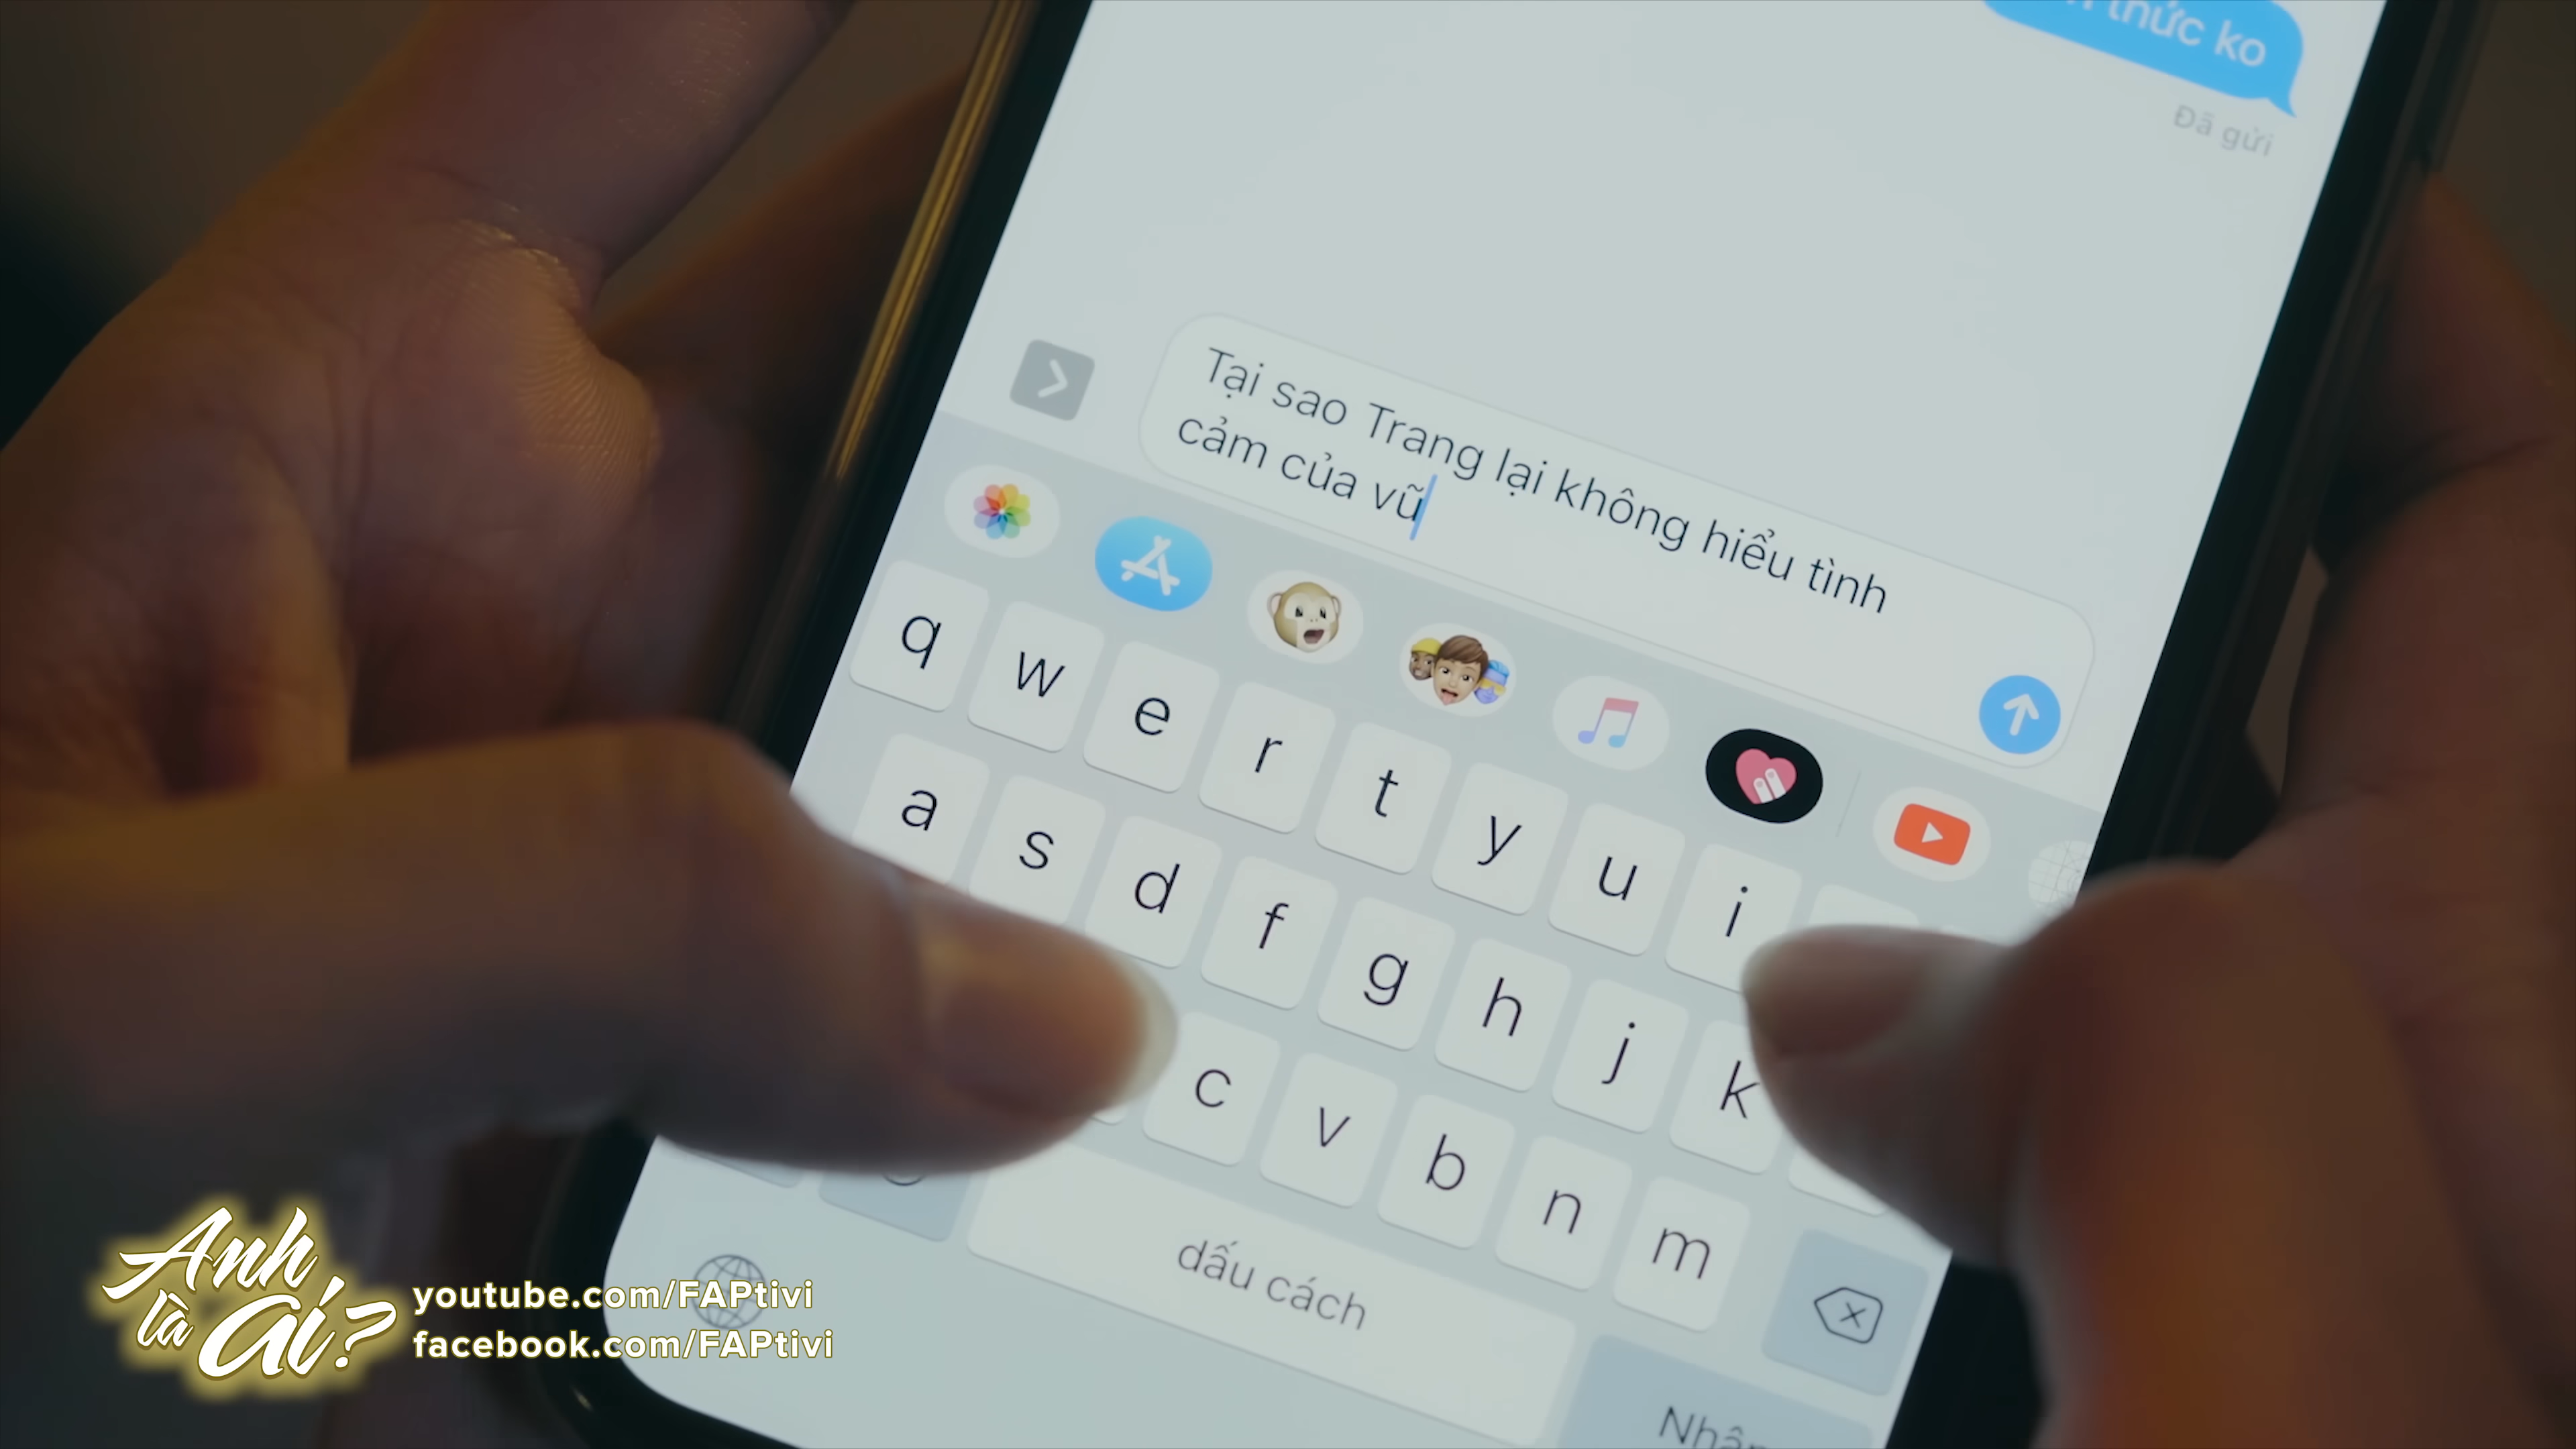 thức ko
Đã gửi
Tại sao Trang lại không hiểu tình
cảm của vũ
q w e r t y u i
a s d f g h j k
c v b n m
dấu cách
Anh
là ai?
youtube.com/FAPtivi
facebook.com/FAPtivi